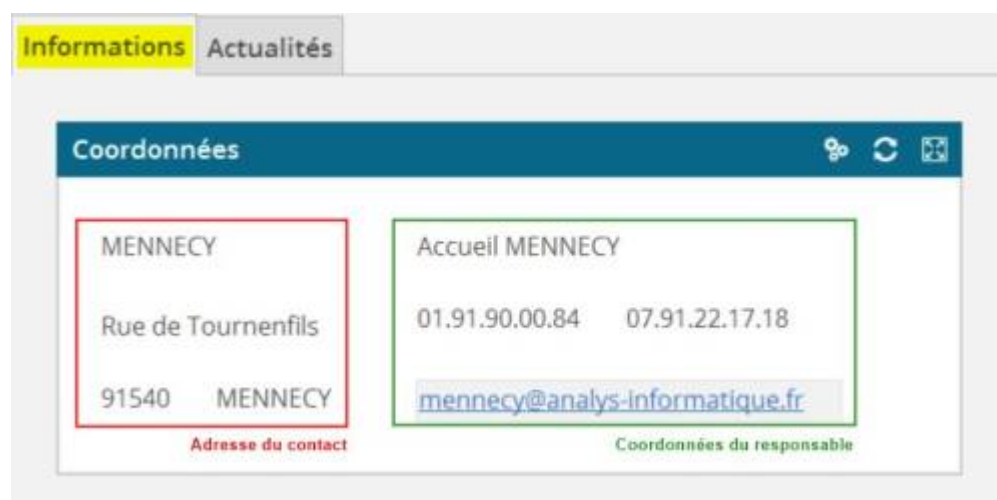 Informations Actualités
Coordonnées
MENNECY
Rue de Tournenfils
91540 MENNECY
Adresse du contact
Accueil MENNECY
01.91.90.00.84 07.91.22.17.18
mennecy@analys-informatique.fr
Coordonnées du responsable